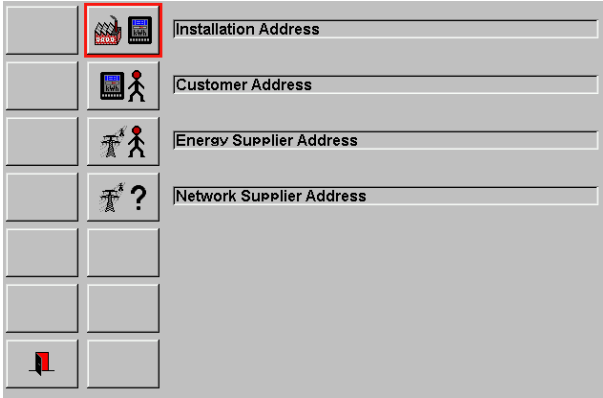 Installation Address
Customer Address
Energy Supplier Address
Network Supplier Address
?